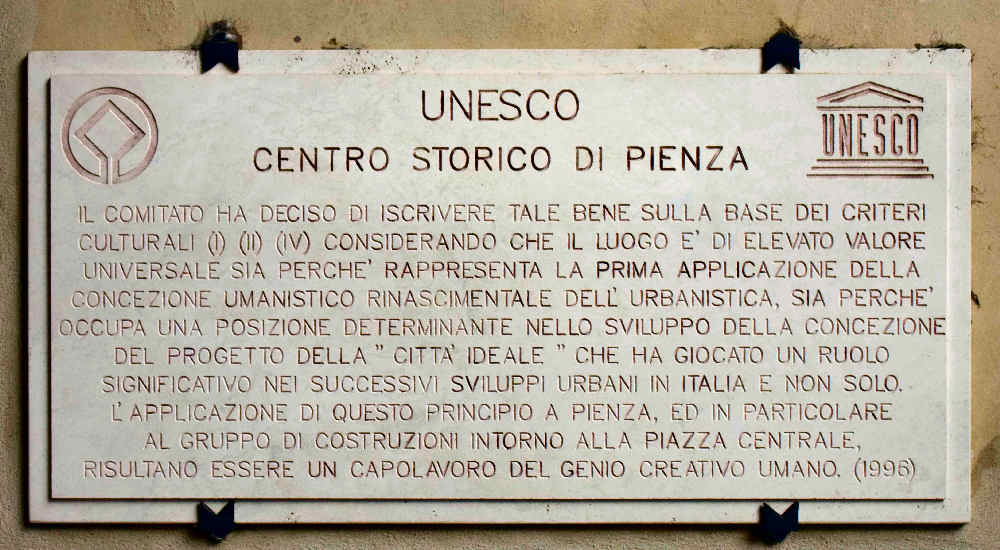 UNESCO
UNESCO
CENTRO STORICO DI PIENZA
IL COMITATO HA DECISO DI ISCRIVERE TALE BENE SULLA BASE DEI CRITERI
CULTURALI (I) (II) (IV) CONSIDERANDO CHE IL LUOGO E' DI ELEVATO VALORE
UNIVERSALE SIA PERCHE' RAPPRESENTA LA PRIMA APPLICAZIONE DELLA
CONCEZIONE UMANISTICO RINASCIMENTALE DELL' URBANISTICA, SIA PERCHE'
OCCUPA UNA POSIZIONE DETERMINANTE NELLO SVILUPPO DELLA CONCEZIONE
DEL PROGETTO DELLA " CITTA' IDEALE " CHE HA GIOCATO UN RUOLO
SIGNIFICATIVO NEI SUCCESSIVI SVILUPPI URBANI IN ITALIA E NON SOLO.
L'APPLICAZIONE DI QUESTO PRINCIPIO A PIENZA, ED IN PARTICOLARE
AL GRUPPO DI COSTRUZIONI INTORNO ALLA PIAZZA CENTRALE,
RISULTANO ESSERE UN CAPOLAVORO DEL GENIO CREATIVO UMANO. (1996)